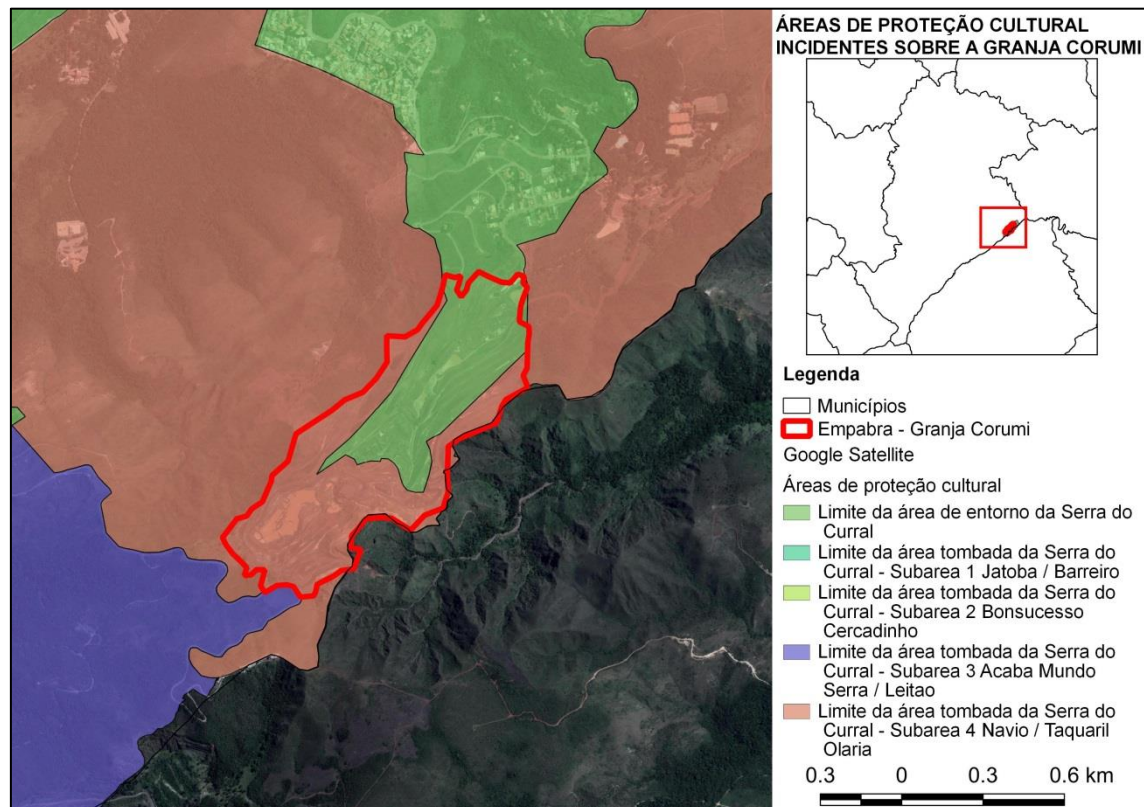 ÁREAS DE PROTEÇÃO CULTURAL
INCIDENTES SOBRE A GRANJA CORUMI
Legenda
Municípios
Empabra - Granja Corumi
Google Satellite
Áreas de proteção cultural
Limite da área de entorno da Serra do
Curral
Limite da área tombada da Serra do
Curral - Subarea 1 Jatoba / Barreiro
Limite da área tombada da Serra do
Curral - Subarea 2 Bonsucesso
Cercadinho
Limite da área tombada da Serra do
Curral - Subarea 3 Acaba Mundo
Serra / Leitao
Limite da área tombada da Serra do
Curral - Subarea 4 Navio / Taquaril
Olaria
0.3 0 0.3 0.6 km